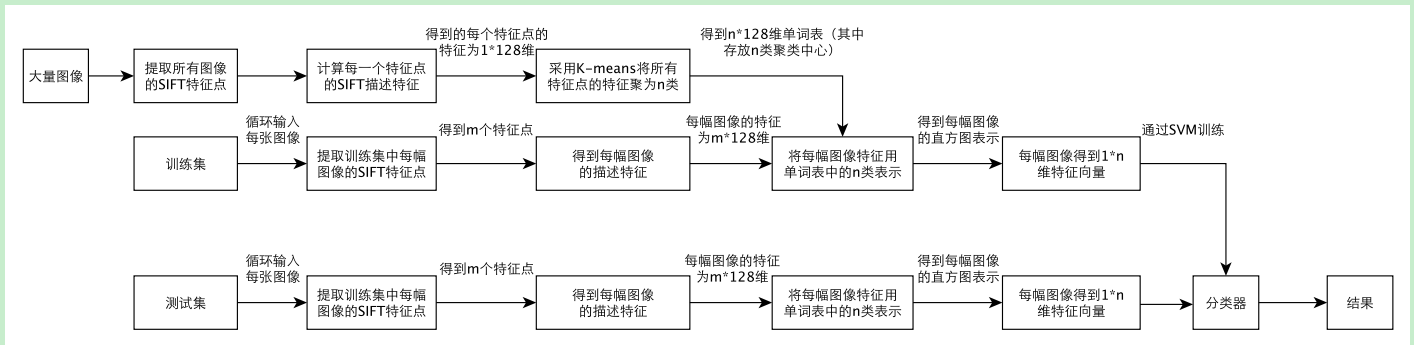 大量图像
提取所有图像
的SIFT特征点
计算每一个特征点
的SIFT描述特征
得到的每个特征点的
特征为1*128维
采用K-means将所有
特征点的特征聚为n类
得到n*128维单词表（其中
存放n类聚类中心）
训练集
循环输入
每张图像
提取训练集中每幅
图像的SIFT特征点
得到m个特征点
得到每幅图像
的描述特征
每幅图像的特征
为m*128维
将每幅图像特征用
单词表中的n类表示
得到每幅图像
的直方图表示
每幅图像得到1*n
维特征向量
通过SVM训练
测试集
循环输入
每张图像
提取训练集中每幅
图像的SIFT特征点
得到m个特征点
得到每幅图像
的描述特征
每幅图像的特征
为m*128维
将每幅图像特征用
单词表中的n类表示
得到每幅图像
的直方图表示
每幅图像得到1*n
维特征向量
分类器
结果